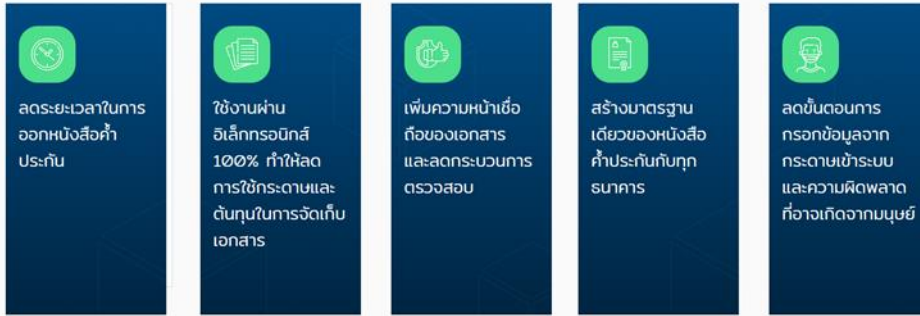 ลดระยะเวลาในการ
ออกหนังสือค้ำ
ประกัน
ใช้งานผ่าน
อิเล็กทรอนิกส์
100% ทำให้ลด
การใช้กระดาษและ
ต้นทุนในการจัดเก็บ
เอกสาร
เพิ่มความหน้าเชื่อ
ถือของเอกสาร
และลดกระบวนการ
ตรวจสอบ
สร้างมาตรฐาน
เดียวของหนังสือ
ค้ำประกันกับทุก
ธนาคาร
ลดขั้นตอนการ
กรอกข้อมูลจาก
กระดาษเข้าระบบ
และความผิดพลาด
ที่อาจเกิดจากมนุษย์